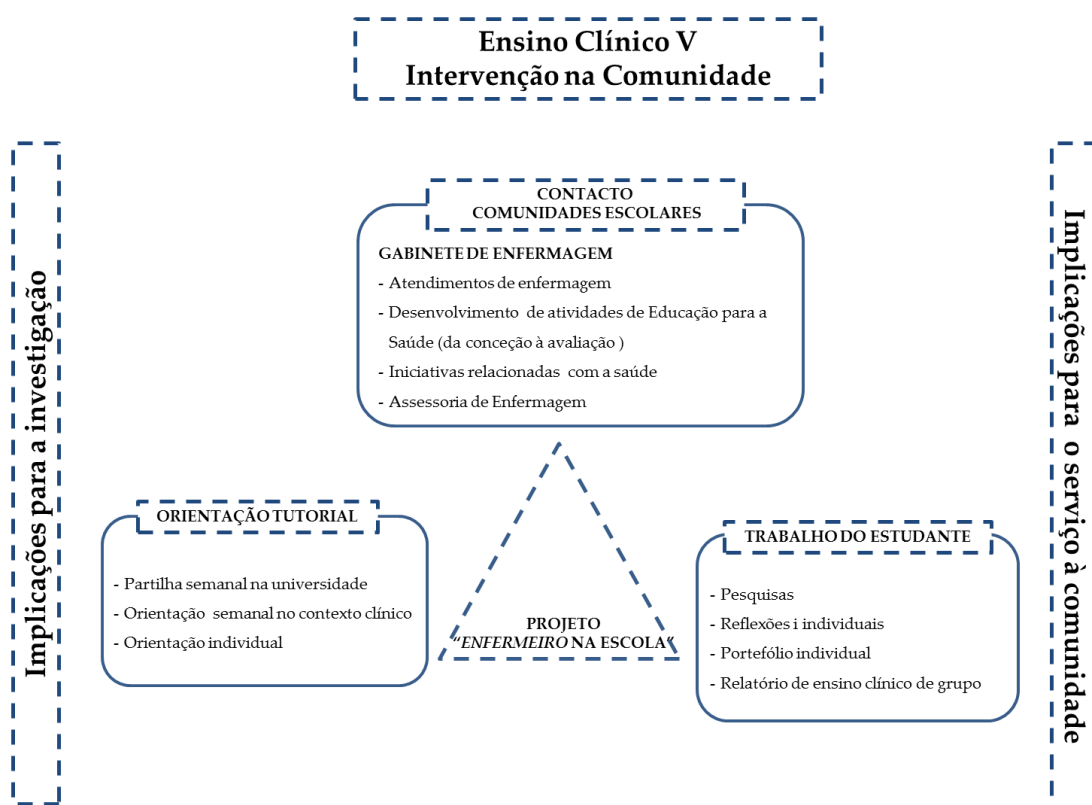 Ensino Clínico V
Intervenção na Comunidade
Implicações para a investigação
CONTACTO
COMUNIDADES ESCOLARES
GABINETE DE ENFERMAGEM
- Atendimentos de enfermagem
- Desenvolvimento de atividades de Educação para a
Saúde (da conceção à avaliação )
- Iniciativas relacionadas com a saúde
- Assessoria de Enfermagem
ORIENTAÇÃO TUTORIAL
- Partilha semanal na universidade
- Orientação semanal no contexto clínico
- Orientação individual
PROJETO
“ENFERMEIRO NA ESCOLA“
TRABALHO DO ESTUDANTE
- Pesquisas
- Reflexões i individuais
- Portefólio individual
- Relatório de ensino clínico de grupo
Implicações para o serviço à comunidade